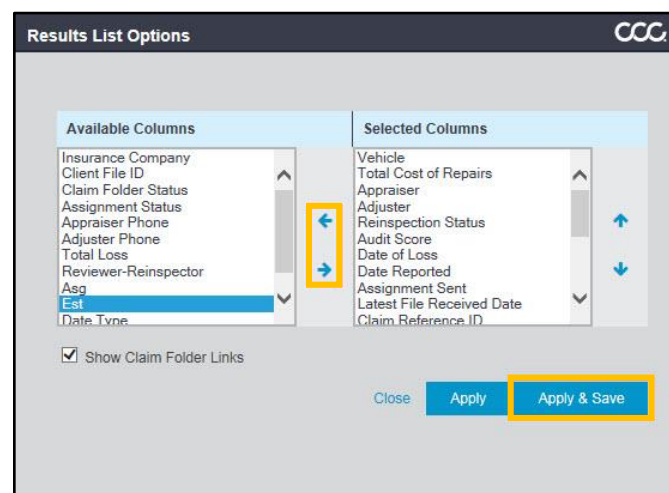 Results List Options
CCC
Available Columns
Insurance Company
Client File ID
Claim Folder Status
Assignment Status
Appraiser Phone
Adjuster Phone
Total Loss
Reviewer-Reinspector
Asg
Est
Date Type
Selected Columns
Vehicle
Total Cost of Repairs
Appraiser
Adjuster
Reinspection Status
Audit Score
Date of Loss
Date Reported
Assignment Sent
Latest File Received Date
Claim Reference ID
Show Claim Folder Links
Close
Apply
Apply & Save